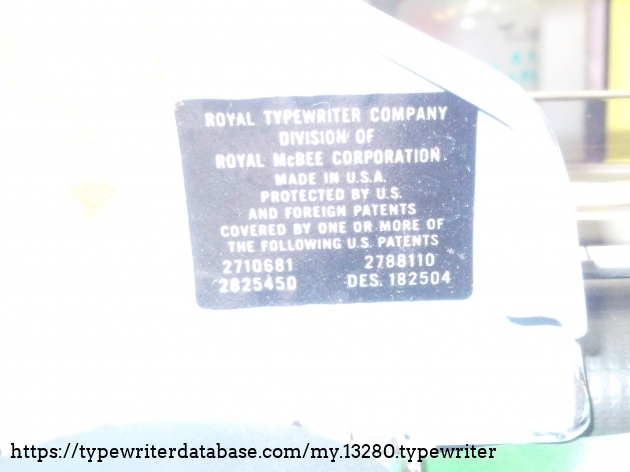 ROYAL TYPEWRITER COMPANY
DIVISION OF
ROYAL McBEE CORPORATION
MADE IN U.S.A.
PROTECTED BY U.S.
AND FOREIGN PATENTS
COVERED BY ONE OR MORE OF
THE FOLLOWING U.S. PATENTS
2710681 2788110
2825450 DES. 182504
https://typewriterdatabase.com/my.13280.typewriter